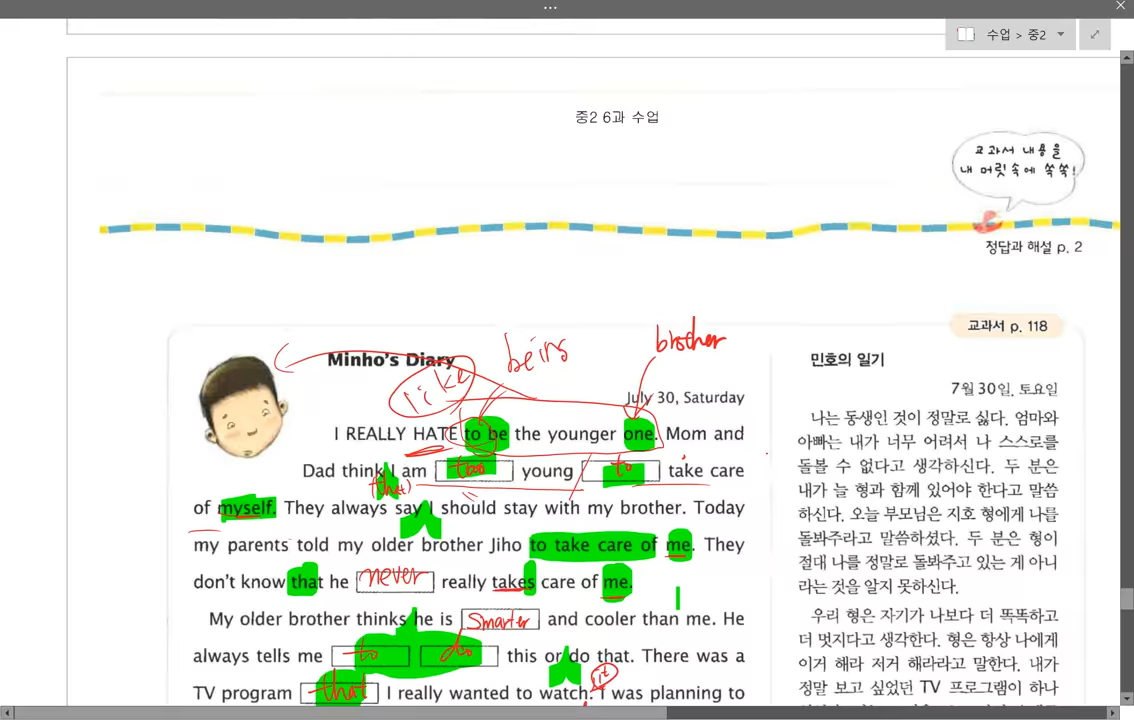 수업 > 중2
중2 6과 수업
교과서 내용을
내 머릿속에 쏙쏙!
정답과 해설 p. 2
교과서 p. 118
brother
being
Minho's Diary
like
July 30, Saturday
I REALLY HATE to be the younger one. Mom and
Dad think I am too young to take care
(that)
of myself. They always say I should stay with my brother. Today
my parents told my older brother Jiho to take care of me. They
don't know that he never really takes care of me.
My older brother thinks he is smarter and cooler than me. He
always tells me to do this or do that. There was a
it
TV program that I really wanted to watch. I was planning to
민호의 일기
7월 30일, 토요일
나는 동생인 것이 정말로 싫다. 엄마와
아빠는 내가 너무 어려서 나 스스로를
돌볼 수 없다고 생각하신다. 두 분은
내가 늘 형과 함께 있어야 한다고 말씀
하신다. 오늘 부모님은 지호 형에게 나를
돌봐주라고 말씀하셨다. 두 분은 형이
절대 나를 정말로 돌봐주고 있는 게 아니
라는 것을 알지 못하신다.
우리 형은 자기가 나보다 더 똑똑하고
더 멋지다고 생각한다. 형은 항상 나에게
이거 해라 저거 해라라고 말한다. 내가
정말 보고 싶었던 TV 프로그램이 하나